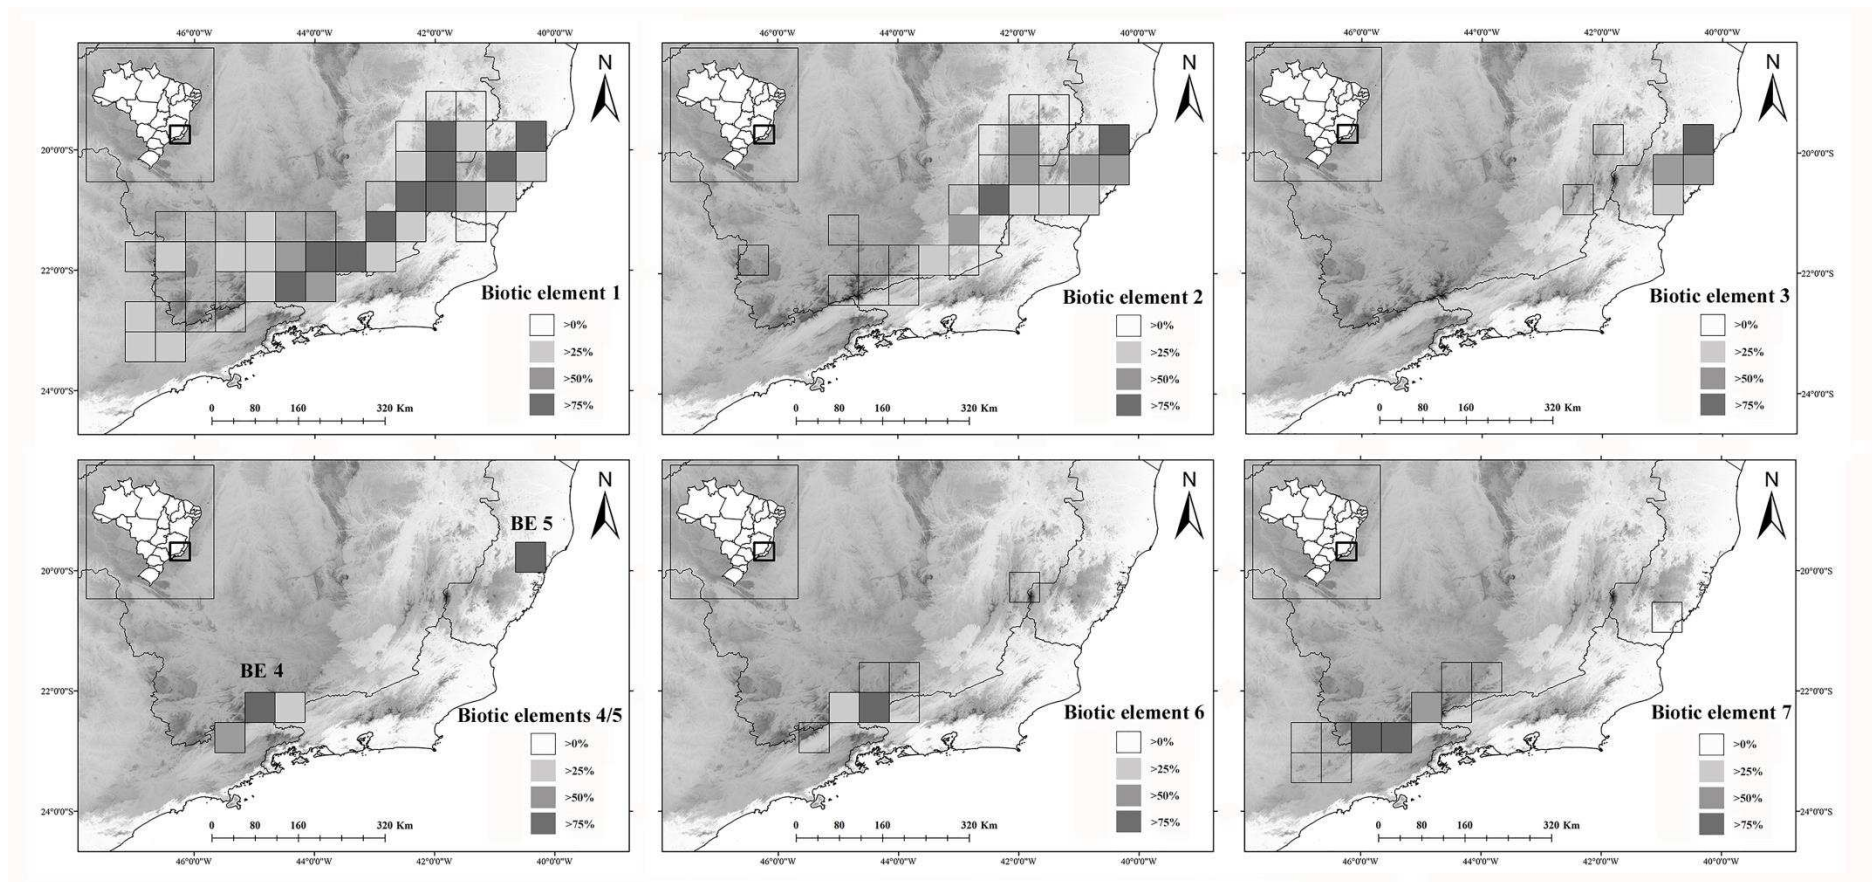 46°0'0"W 44°0'0"W 42°0'0"W 40°0'0"W
N
20°0'0"S
22°0'0"S
24°0'0"S
Biotic element 1
>0%
>25%
>50%
>75%
0 80 160 320 Km
46°0'0"W 44°0'0"W 42°0'0"W 40°0'0"W
N
Biotic element 2
>0%
>25%
>50%
>75%
0 80 160 320 Km
46°0'0"W 44°0'0"W 42°0'0"W 40°0'0"W
N
20°0'0"S
22°0'0"S
24°0'0"S
Biotic element 3
>0%
>25%
>50%
>75%
0 80 160 320 Km
N
BE 5
20°0'0"S
BE 4
22°0'0"S
24°0'0"S
Biotic elements 4/5
>0%
>25%
>50%
>75%
0 80 160 320 Km
46°0'0"W 44°0'0"W 42°0'0"W 40°0'0"W
N
Biotic element 6
>0%
>25%
>50%
>75%
0 80 160 320 Km
46°0'0"W 44°0'0"W 42°0'0"W 40°0'0"W
N
20°0'0"S
22°0'0"S
24°0'0"S
Biotic element 7
>0%
>25%
>50%
>75%
0 80 160 320 Km
46°0'0"W 44°0'0"W 42°0'0"W 40°0'0"W